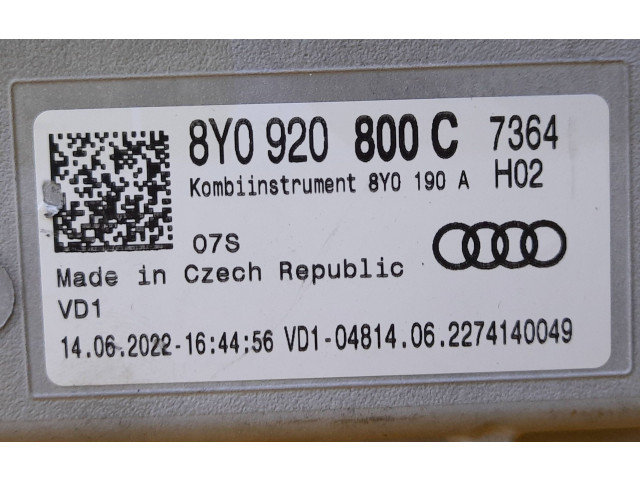 8Y0 920 800 C 7364
Kombiinstrument 8Y0 190 A H02
07S
Made in Czech Republic
VD1
14.06.2022-16:44:56 VD1-04814.06.2274140049